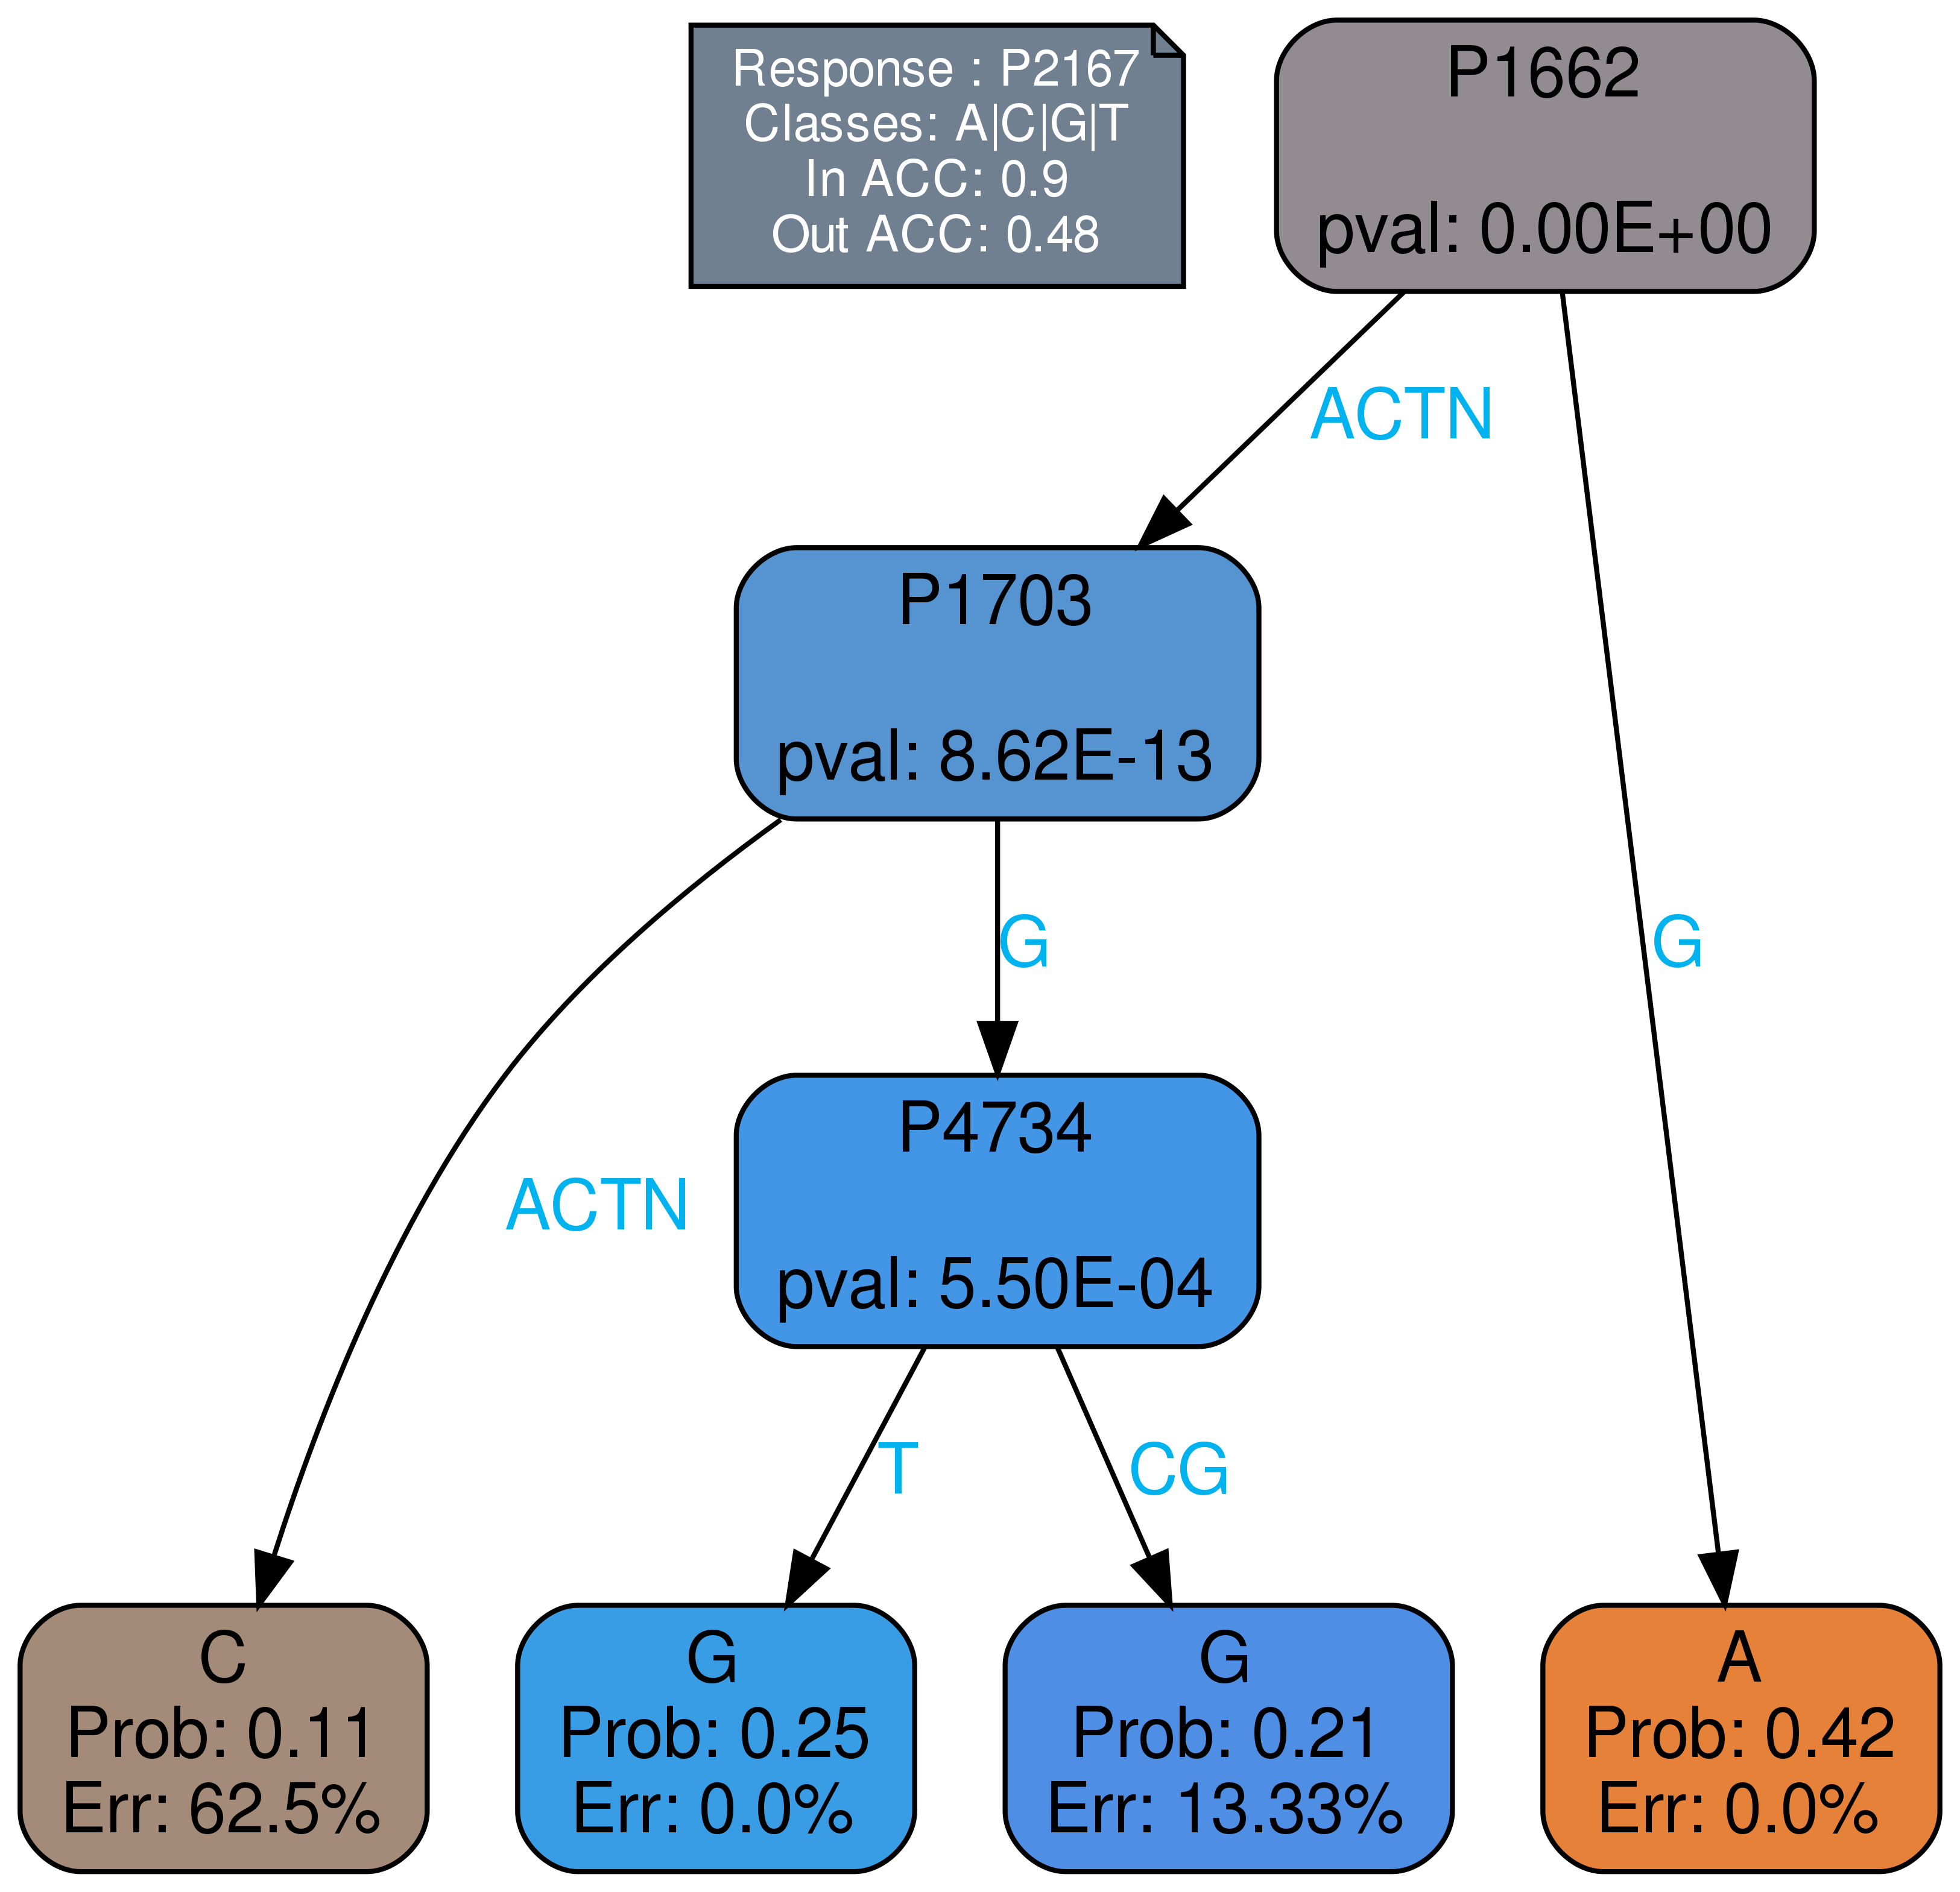 Response : P2167
Classes: A|C|G|T
In ACC: 0.9
Out ACC: 0.48
P1662
pval: 0.00E+00
ACTN
P1703
pval: 8.62E-13
G
G
P4734
pval: 5.50E-04
ACTN
T
CG
C
Prob: 0.11
Err: 62.5%
G
Prob: 0.25
Err: 0.0%
G
Prob: 0.21
Err: 13.33%
A
Prob: 0.42
Err: 0.0%